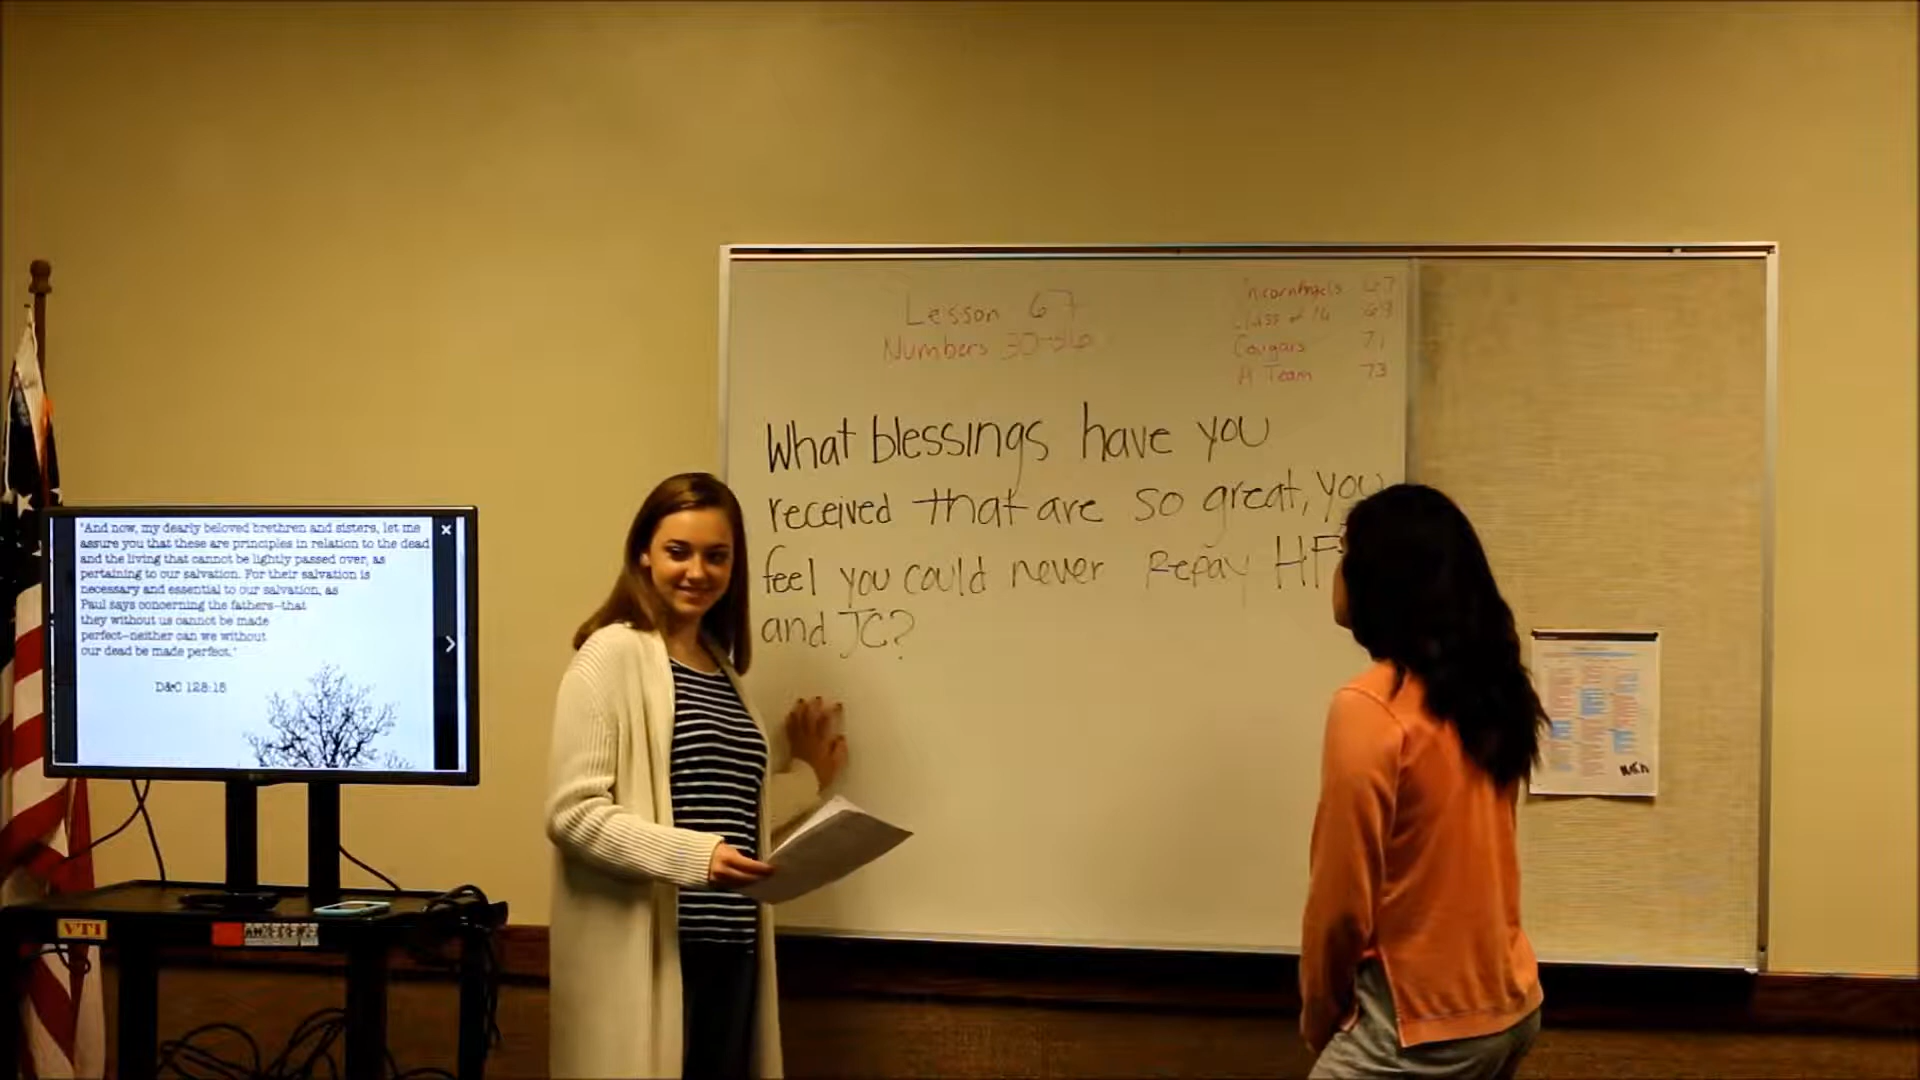 "And now, my dearly beloved brethren and sisters, let me
assure you that these are principles in relation to the dead
and the living that cannot be lightly passed over, as
pertaining to our salvation. For their salvation is
necessary and essential to our salvation, as
Paul says concerning the fathers—that
they without us cannot be made
perfect—neither can we without
our dead be made perfect."
D&C 128:15
VT1
Lesson 67
Numbers 30-36
67
Class of 16 69
Cougars 71
A Team 73
What blessings have you
received that are so great, you
feel you could never Repay HF
and JC?